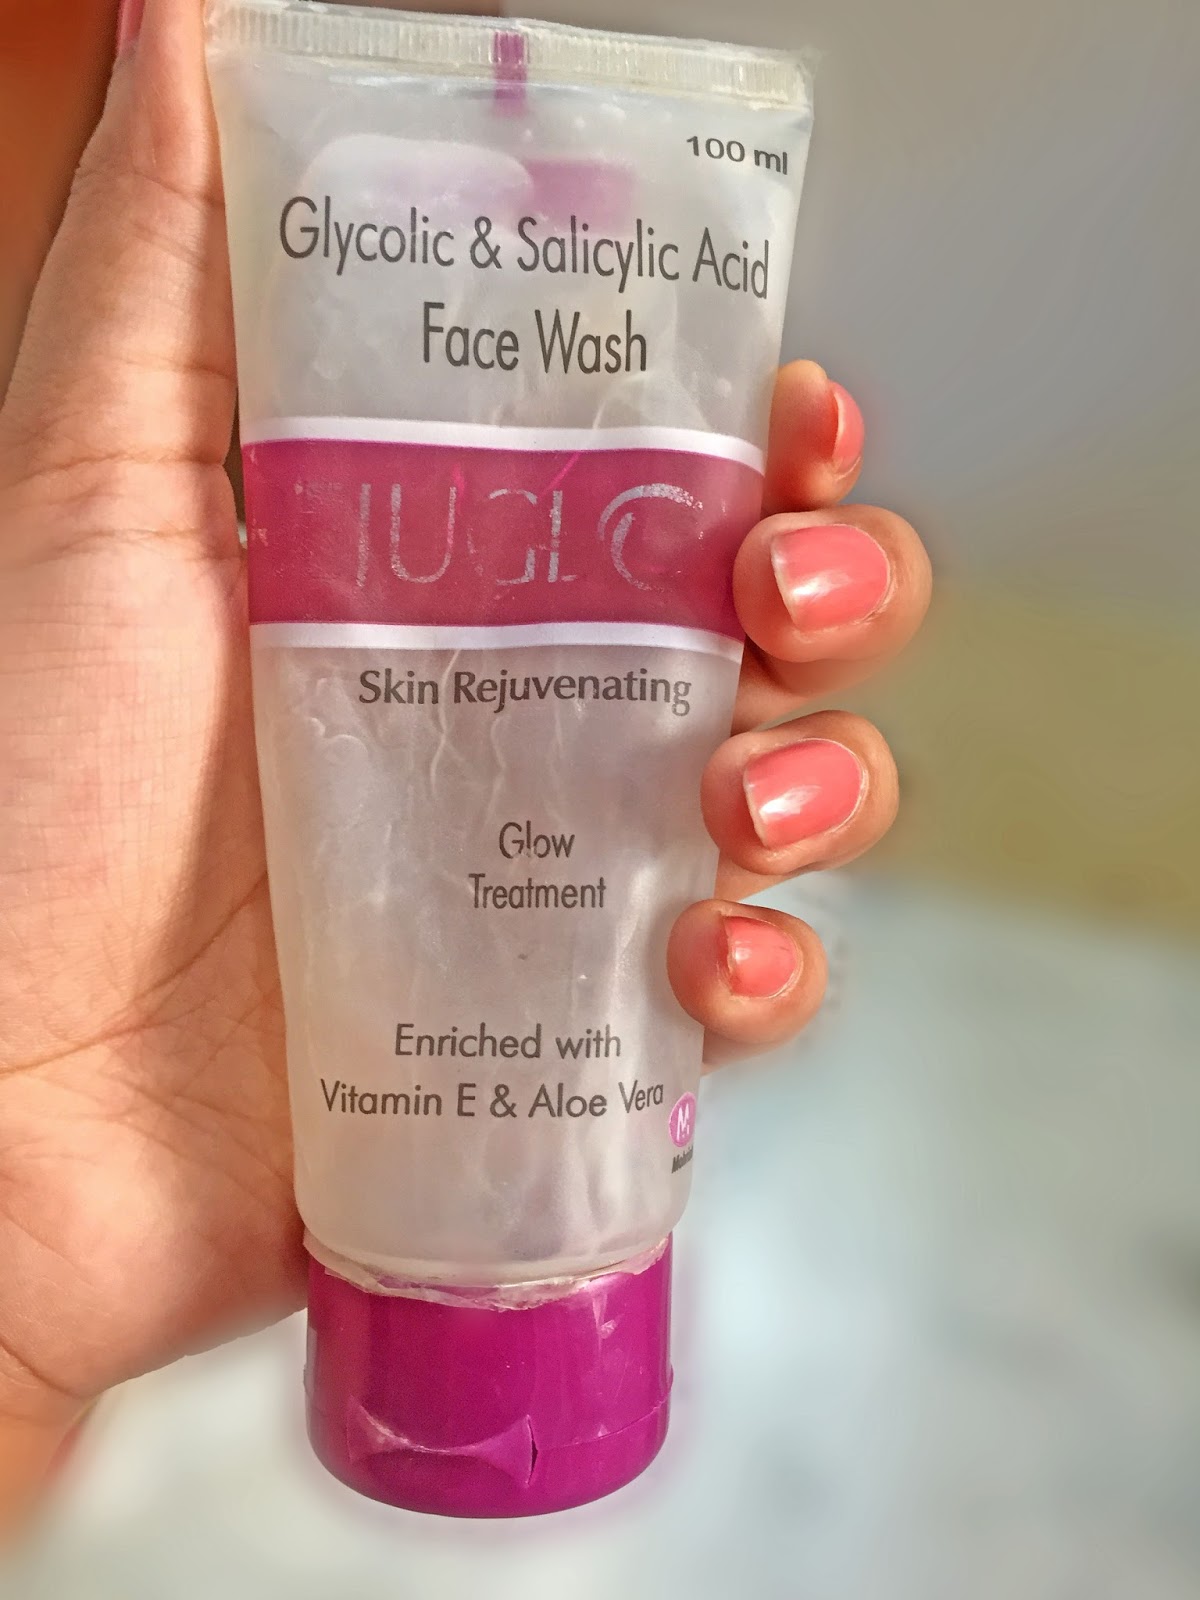 100 ml
Glycolic & Salicylic Acid
Face Wash
Skin Rejuvenating
Glow
Treatment
Enriched with
Vitamin E & Aloe Vera
M